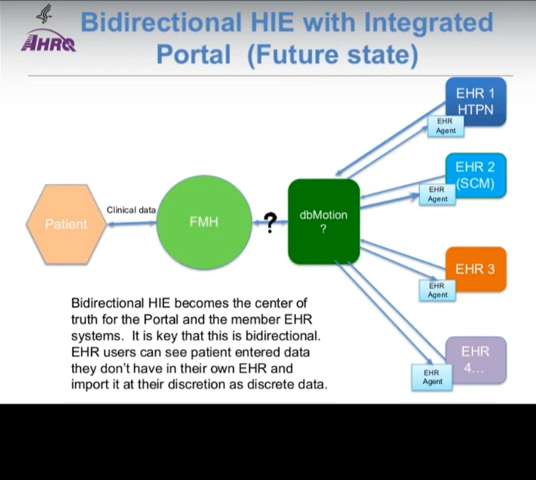 AHRQ
Bidirectional HIE with Integrated
Portal (Future state)
EHR 1
HTPN
EHR
Agent
EHR 2
(SCM)
EHR
Agent
Clinical data
Patient
FMH
?
dbMotion
?
EHR 3
EHR
Agent
EHR
4...
EHR
Agent
Bidirectional HIE becomes the center of
truth for the Portal and the member EHR
systems. It is key that this is bidirectional.
EHR users can see patient entered data
they don't have in their own EHR and
import it at their discretion as discrete data.